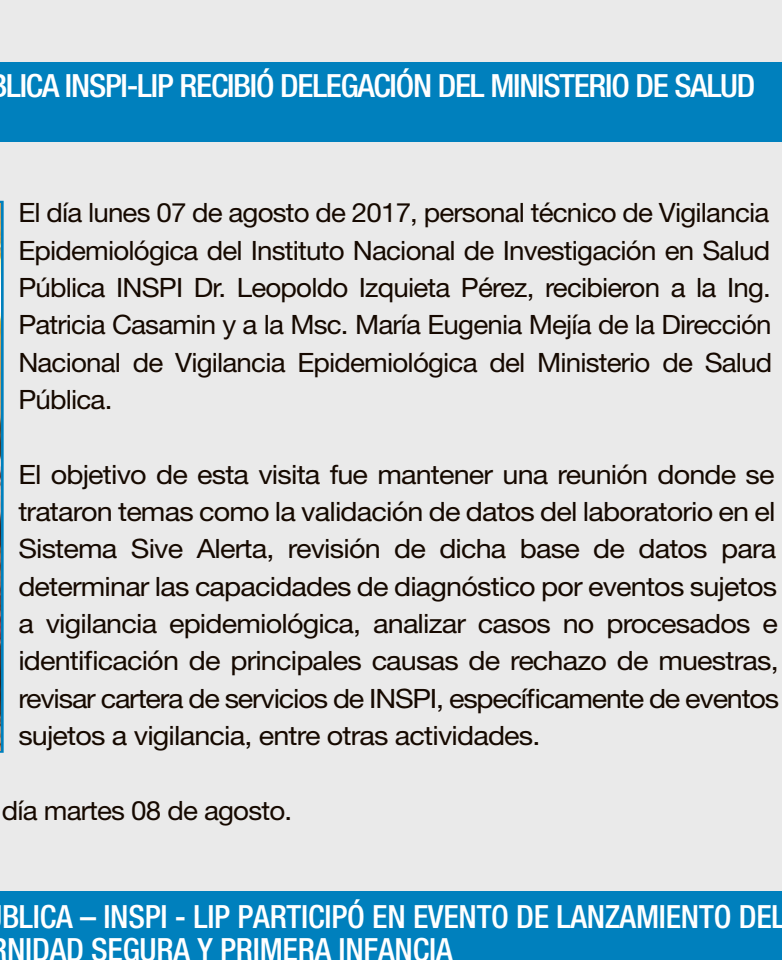 BLICA INSPI-LIP RECIBIÓ DELEGACIÓN DEL MINISTERIO DE SALUD
El día lunes 07 de agosto de 2017, personal técnico de Vigilancia
Epidemiológica del Instituto Nacional de Investigación en Salud
Pública INSPI Dr. Leopoldo Izquieta Pérez, recibieron a la Ing.
Patricia Casamin y a la Msc. María Eugenia Mejía de la Dirección
Nacional de Vigilancia Epidemiológica del Ministerio de Salud
Pública.
El objetivo de esta visita fue mantener una reunión donde se
trataron temas como la validación de datos del laboratorio en el
Sistema Sive Alerta, revisión de dicha base de datos para
determinar las capacidades de diagnóstico por eventos sujetos
a vigilancia epidemiológica, analizar casos no procesados e
identificación de principales causas de rechazo de muestras,
revisar cartera de servicios de INSPI, específicamente de eventos
sujetos a vigilancia, entre otras actividades.
día martes 08 de agosto.
ÚBLICA – INSPI - LIP PARTICIPÓ EN EVENTO DE LANZAMIENTO DEL
RNIDAD SEGURA Y PRIMERA INFANCIA